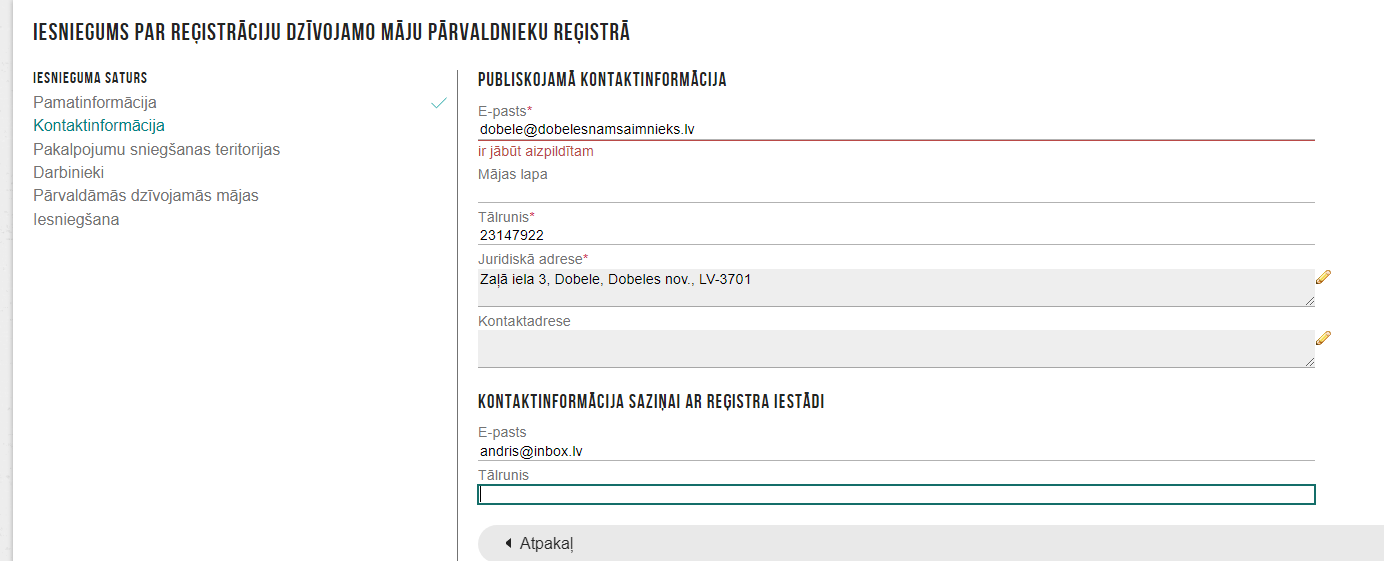 IESNIEGUMS PAR REĢISTRĀCIJU DZĪVOJAMO MĀJU PĀRVALDNIEKU REĢISTRĀ
IESNIEGUMA SATURS
Pamatinformācija
Kontaktinformācija
Pakalpojumu sniegšanas teritorijas
Darbinieki
Pārvaldāmās dzīvojamās mājas
Iesniegšana
PUBLISKOJAMĀ KONTAKTINFORMĀCIJA
E-pasts*
dobele@dobelesnamsaimnieks.lv
ir jābūt aizpildītam
Mājas lapa
Tālrunis*
23147922
Juridiskā adrese*
Zaļā iela 3, Dobele, Dobeles nov., LV-3701
Kontaktadrese
KONTAKTINFORMĀCIJA SAZIŅAI AR REĢISTRA IESTĀDI
E-pasts
andris@inbox.lv
Tālrunis
Atpakaļ